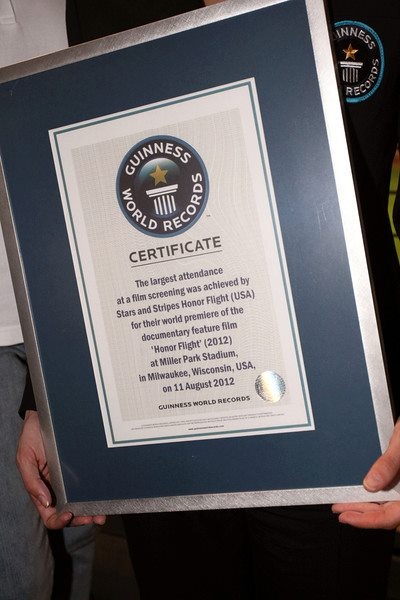 GUINNESS
WORLD RECORDS
™
CERTIFICATE
The largest attendance
at a film screening was achieved by
Stars and Stripes Honor Flight (USA)
for their world premiere of the
documentary feature film
'Honor Flight' (2012)
at Miller Park Stadium,
in Milwaukee, Wisconsin, USA,
on 11 August 2012
GUINNESS WORLD RECORDS
INNESS
RECORDS